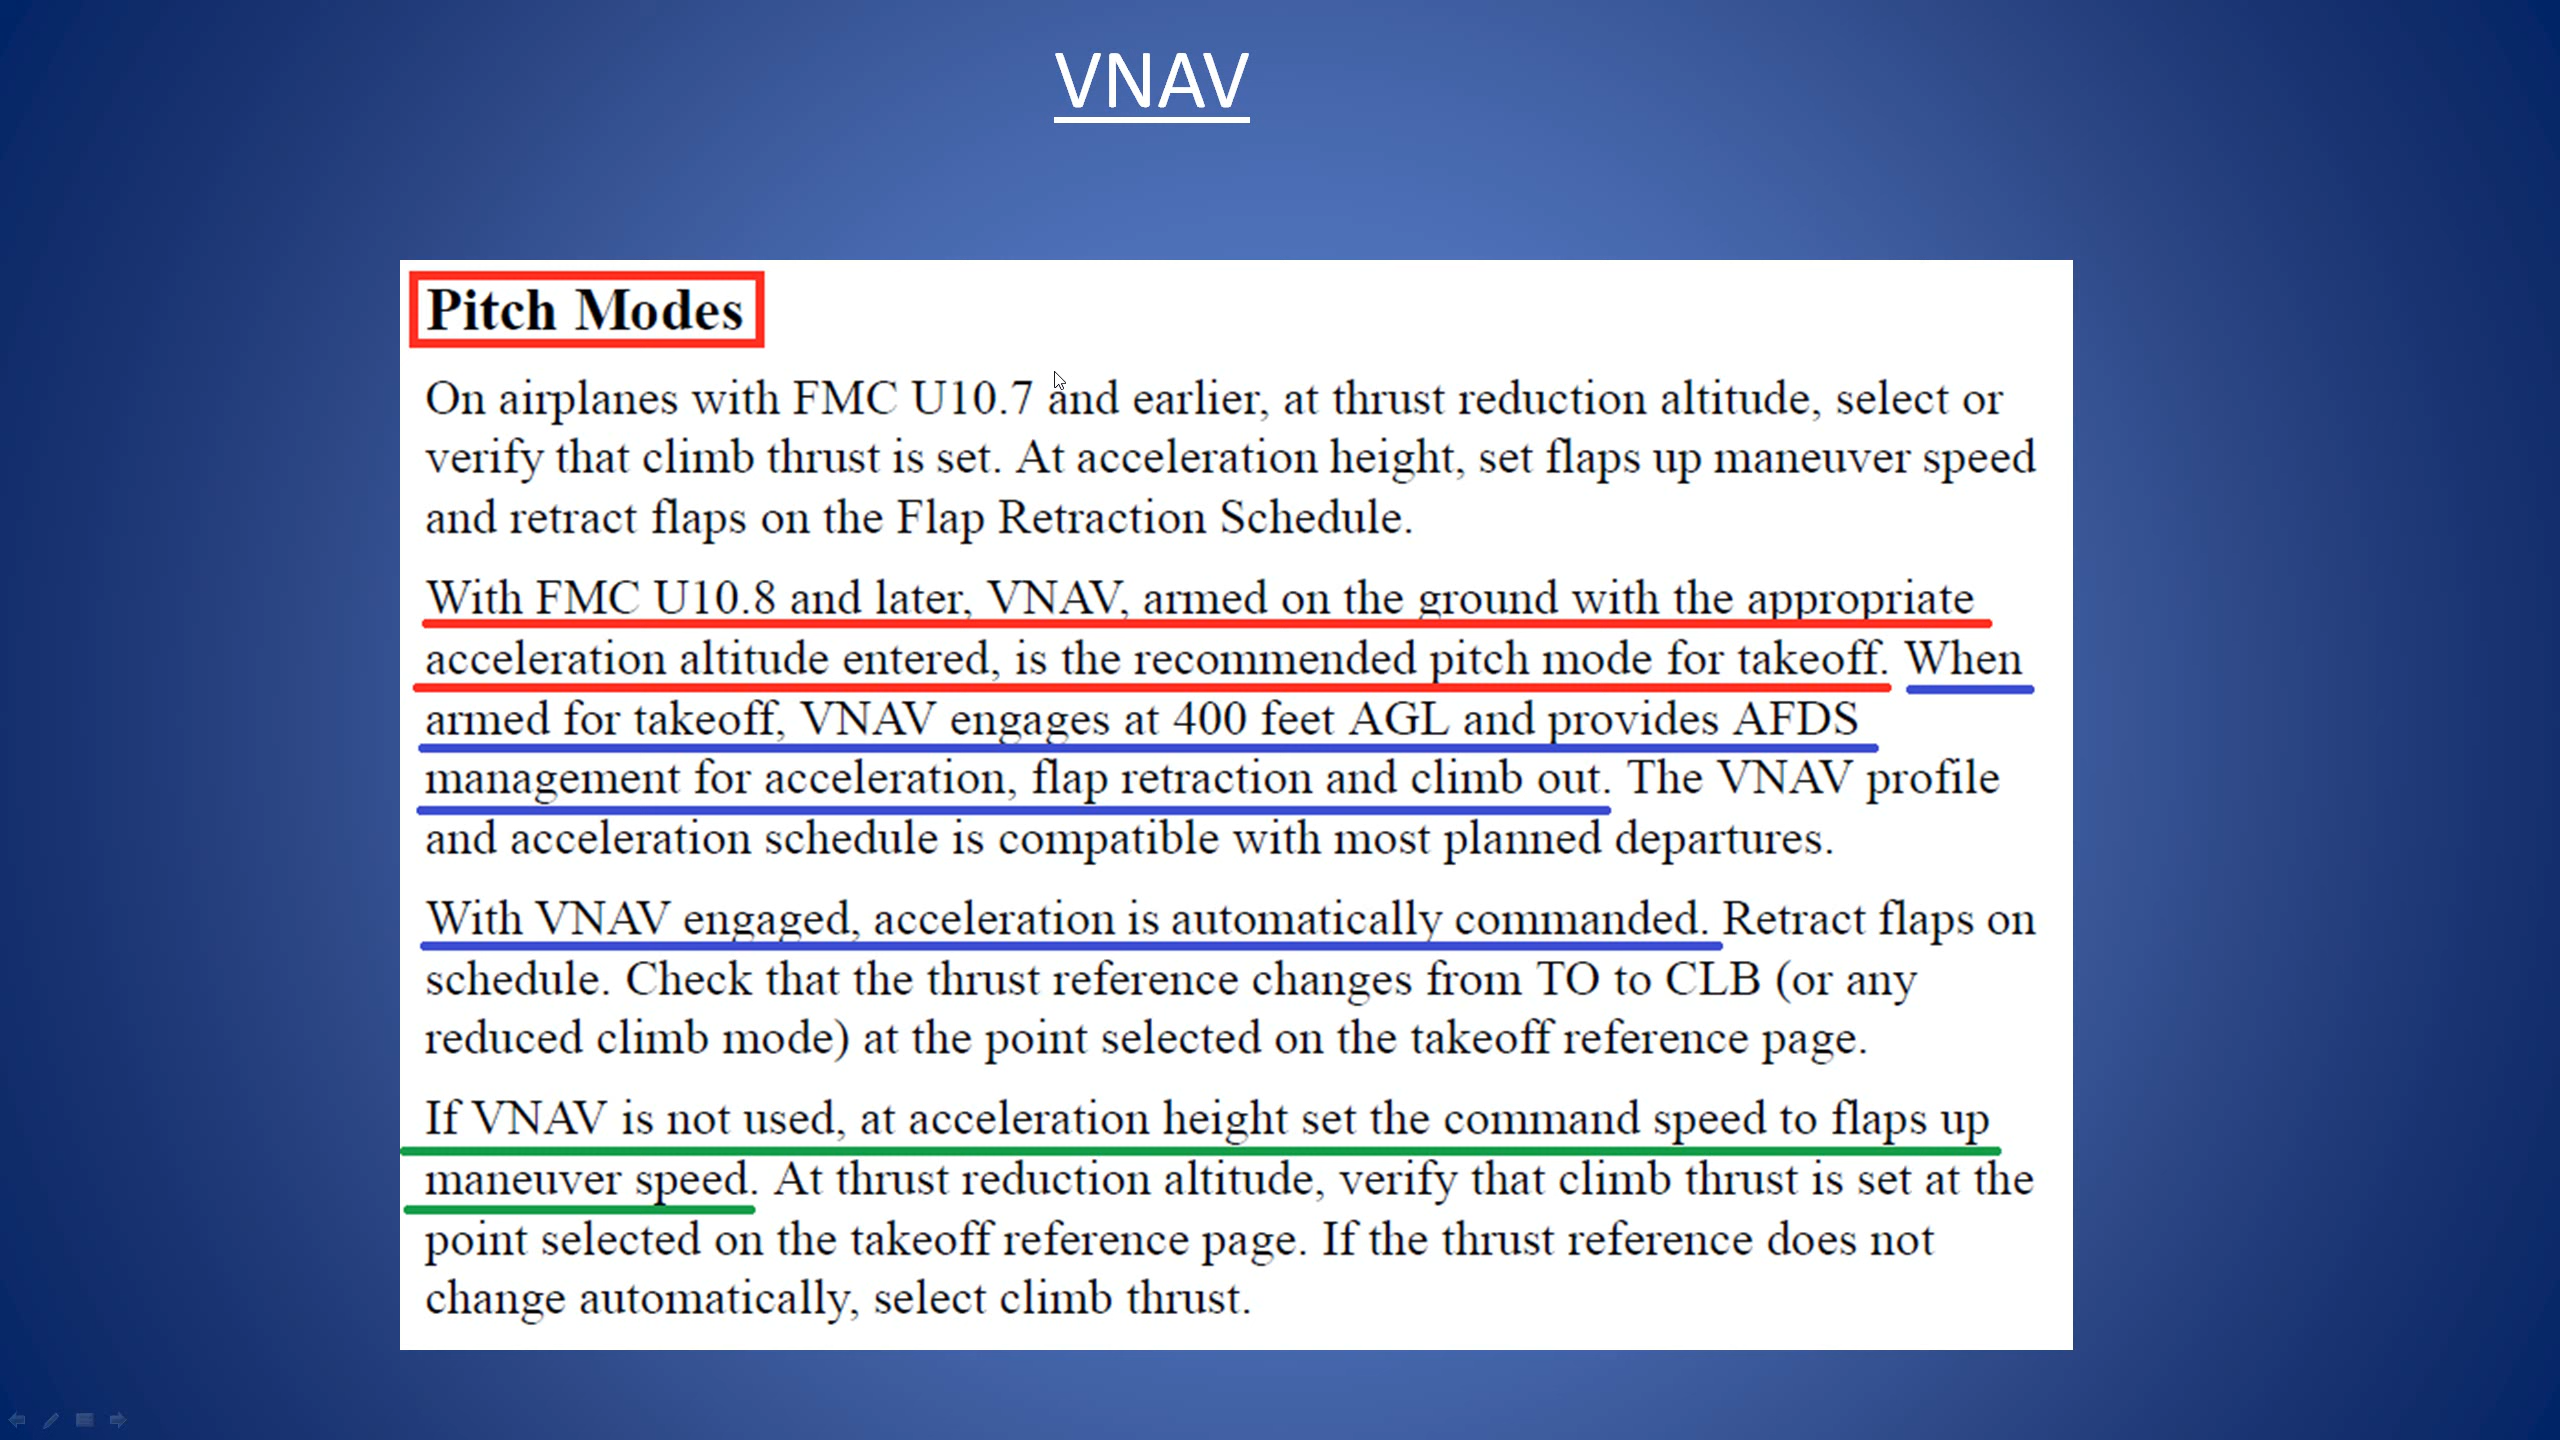 VNAV
Pitch Modes
On airplanes with FMC U10.7 and earlier, at thrust reduction altitude, select or
verify that climb thrust is set. At acceleration height, set flaps up maneuver speed
and retract flaps on the Flap Retraction Schedule.
With FMC U10.8 and later, VNAV, armed on the ground with the appropriate
acceleration altitude entered, is the recommended pitch mode for takeoff. When
armed for takeoff, VNAV engages at 400 feet AGL and provides AFDS
management for acceleration, flap retraction and climb out. The VNAV profile
and acceleration schedule is compatible with most planned departures.
With VNAV engaged, acceleration is automatically commanded. Retract flaps on
schedule. Check that the thrust reference changes from TO to CLB (or any
reduced climb mode) at the point selected on the takeoff reference page.
If VNAV is not used, at acceleration height set the command speed to flaps up
maneuver speed. At thrust reduction altitude, verify that climb thrust is set at the
point selected on the takeoff reference page. If the thrust reference does not
change automatically, select climb thrust.